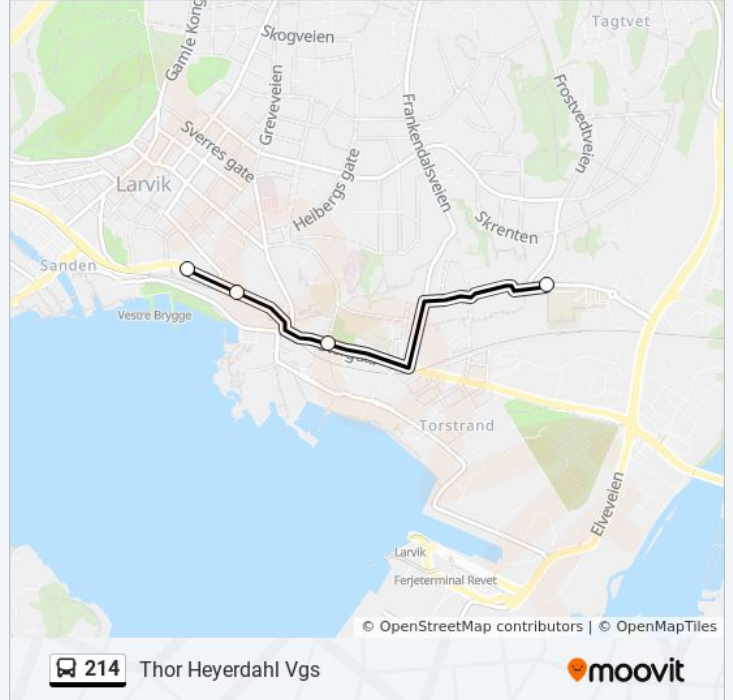 Tagtvet
Skogveien
Gamle Kong
Greveveien
Frankendalsveien
Frostvedtveien
Sverres gate
Heibergs gate
Larvik
Skrenten
Sanden
Vestre Brygge
Torstrand
Elveveien
Larvik
Ferjeterminal Revet
© OpenStreetMap contributors | © OpenMapTiles
214 Thor Heyerdahl Vgs
moovit